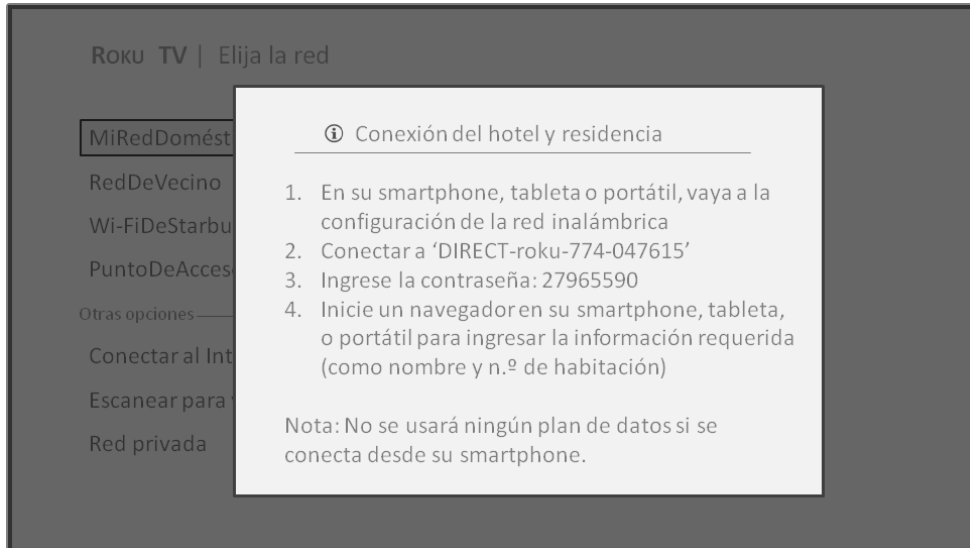 Roku TV | Elija la red
MiRedDomést
RedDeVecino
Wi-FiDeStarbu
PuntoDeAcces
Otras opciones
Conectar al Int
Escanear para
Red privada
Conexión del hotel y residencia
1. En su smartphone, tableta o portátil, vaya a la
configuración de la red inalámbrica
2. Conectar a ‘DIRECT-roku-774-047615’
3. Ingrese la contraseña: 27965590
4. Inicie un navegador en su smartphone, tableta,
o portátil para ingresar la información requerida
(como nombre y n.º de habitación)
Nota: No se usará ningún plan de datos si se
conecta desde su smartphone.